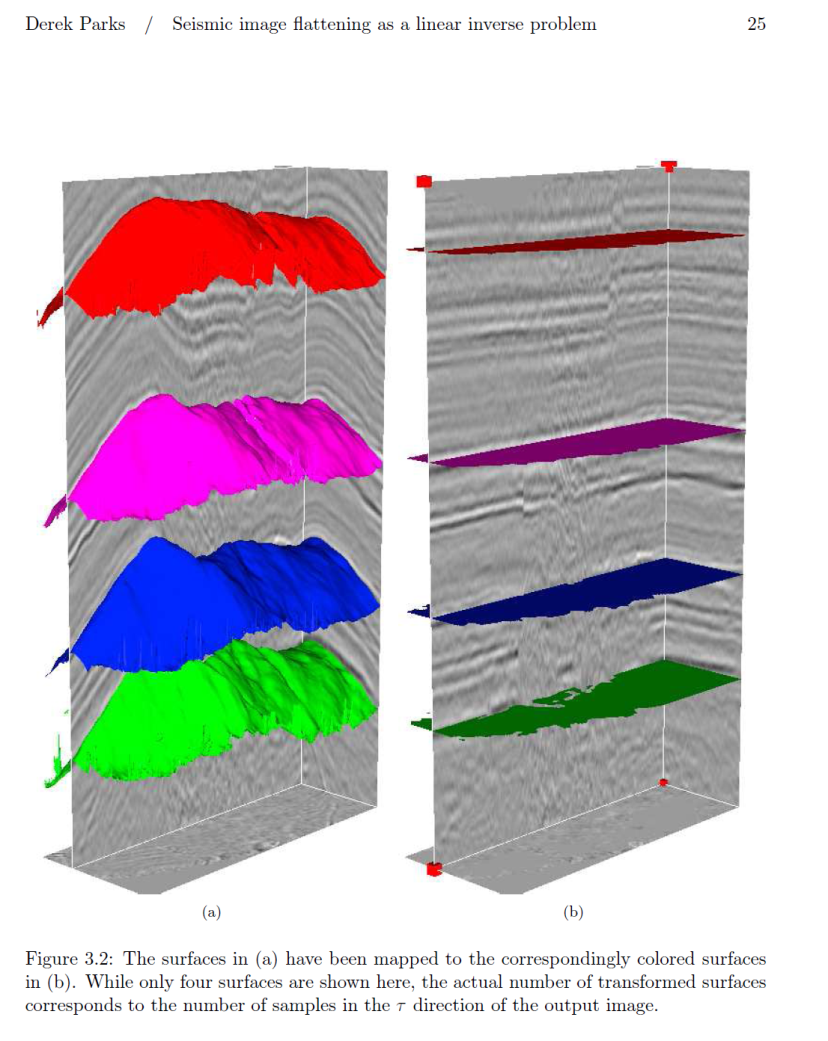 Derek Parks / Seismic image flattening as a linear inverse problem 25
(a) (b)
Figure 3.2: The surfaces in (a) have been mapped to the correspondingly colored surfaces
in (b). While only four surfaces are shown here, the actual number of transformed surfaces
corresponds to the number of samples in the τ direction of the output image.